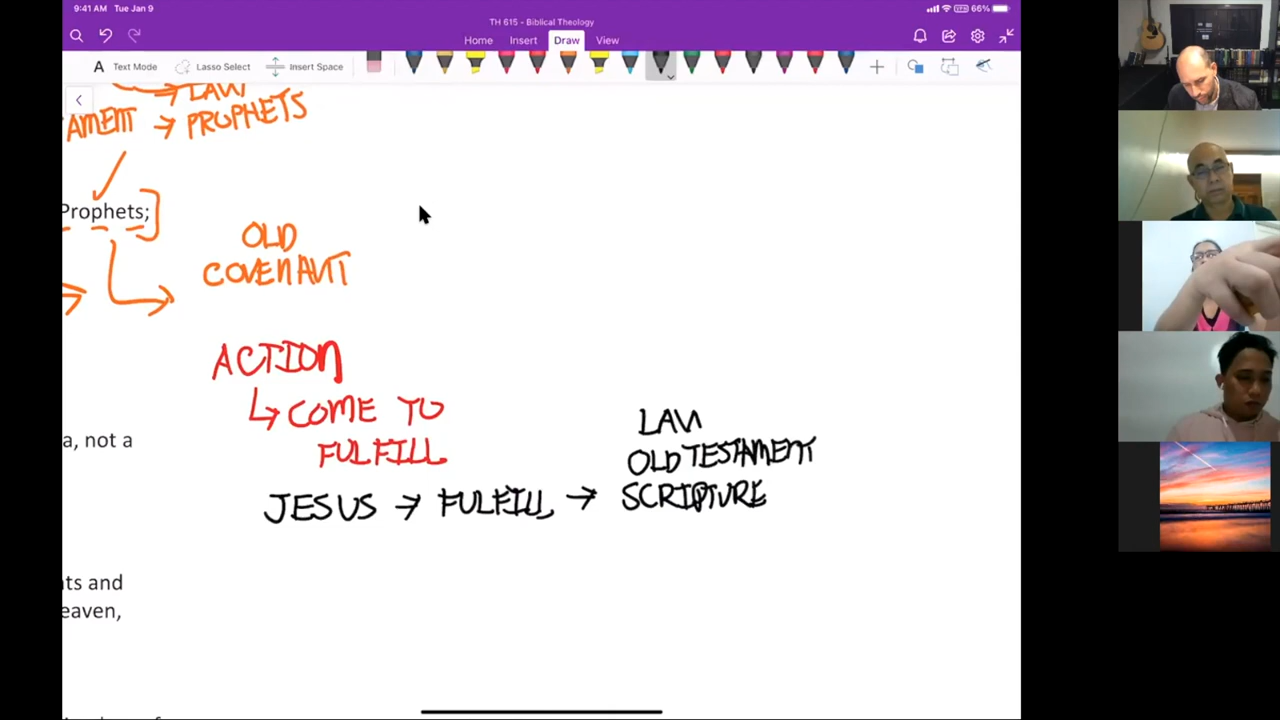 9:41 AM Tue Jan 9
66%
TH 615 - Biblical Theology
Home Insert Draw View
Text Mode Lasso Select Insert Space
LAW
AMENT → PROPHETS
Prophets;
OLD
COVENANT
ACTION
↳ COME TO
FULFILL
a, not a
LAW
OLD TESTAMENT
JESUS → FULFILL → SCRIPTURE
nts and
eaven,